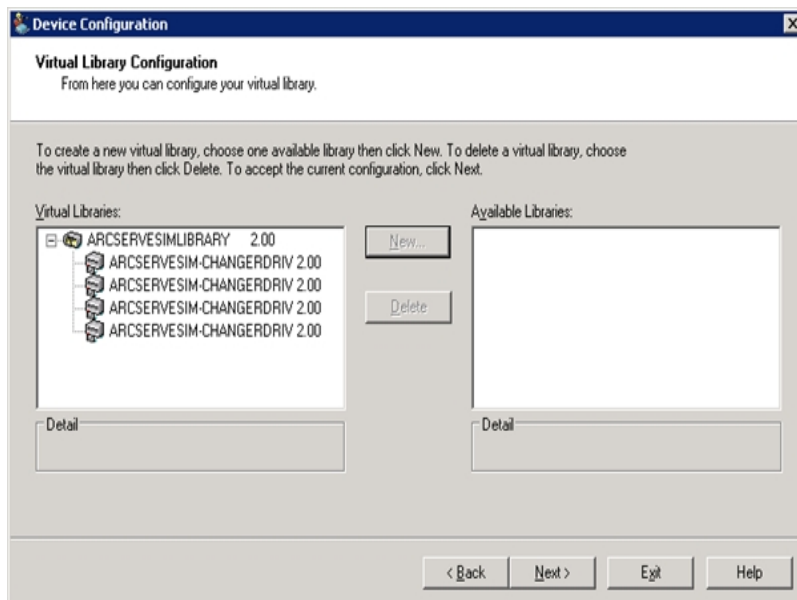 Device Configuration
Virtual Library Configuration
From here you can configure your virtual library.
To create a new virtual library, choose one available library then click New. To delete a virtual library, choose
the virtual library then click Delete. To accept the current configuration, click Next.
Virtual Libraries:
ARCSERVESIMLIBRARY 2.00
ARCSERVESIM-CHANGERDRIV 2.00
ARCSERVESIM-CHANGERDRIV 2.00
ARCSERVESIM-CHANGERDRIV 2.00
ARCSERVESIM-CHANGERDRIV 2.00
Detail
New...
Delete
Available Libraries:
Detail
< Back
Next >
Exit
Help